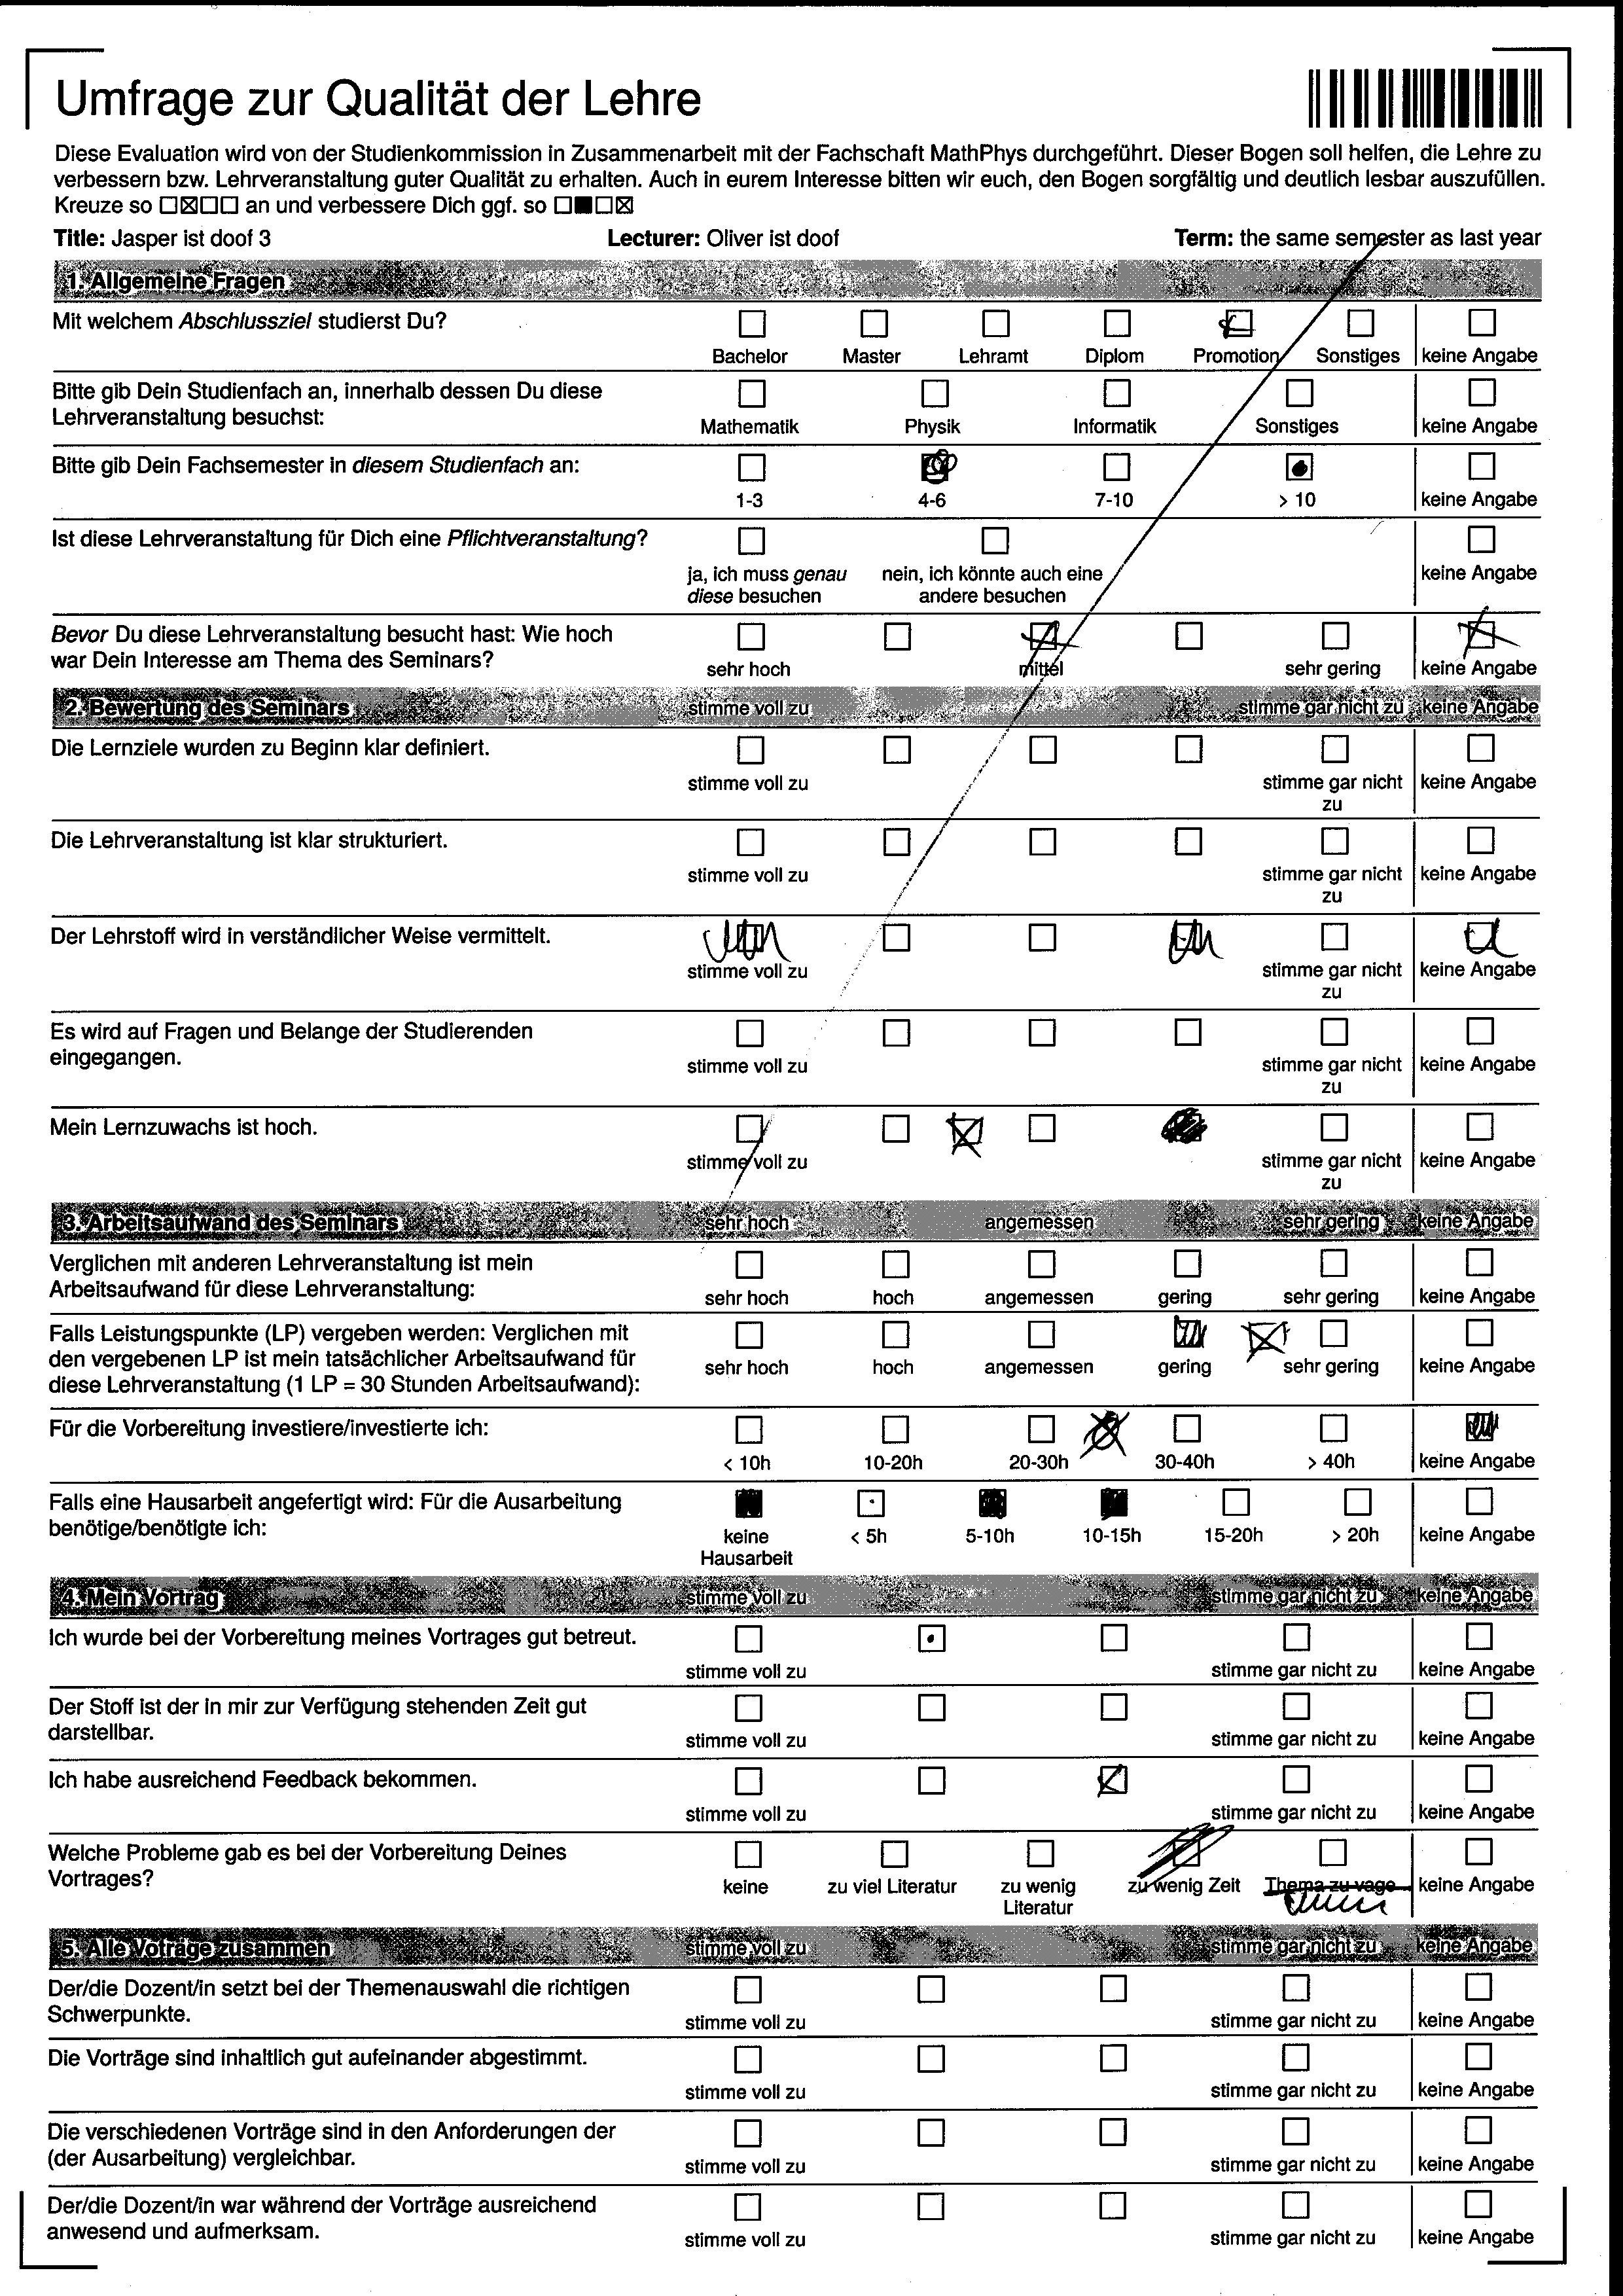 Umfrage zur Qualität der Lehre
Diese Evaluation wird von der Studienkommission in Zusammenarbeit mit der Fachschaft MathPhys durchgeführt. Dieser Bogen soll helfen, die Lehre zu
verbessern bzw. Lehrveranstaltung guter Qualität zu erhalten. Auch in eurem Interesse bitten wir euch, den Bogen sorgfältig und deutlich lesbar auszufüllen.
Kreuze so ☐☒☐☐ an und verbessere Dich ggf. so ☐■☐☒
Title: Jasper ist doof 3 Lecturer: Oliver ist doof Term: the same semester as last year
1. Allgemeine Fragen
Mit welchem Abschlussziel studierst Du?
Bachelor Master Lehramt Diplom Promotion Sonstiges keine Angabe
Bitte gib Dein Studienfach an, innerhalb dessen Du diese
Lehrveranstaltung besuchst:
Mathematik Physik Informatik Sonstiges keine Angabe
Bitte gib Dein Fachsemester in diesem Studienfach an:
1-3 4-6 7-10 > 10 keine Angabe
Ist diese Lehrveranstaltung für Dich eine Pflichtveranstaltung?
ja, ich muss genau nein, ich könnte auch eine keine Angabe
diese besuchen andere besuchen
Bevor Du diese Lehrveranstaltung besucht hast: Wie hoch
war Dein Interesse am Thema des Seminars?
sehr hoch mittel sehr gering keine Angabe
2. Bewertung des Seminars stimme voll zu stimme gar nicht zu keine Angabe
Die Lernziele wurden zu Beginn klar definiert.
stimme voll zu stimme gar nicht keine Angabe
zu
Die Lehrveranstaltung ist klar strukturiert.
stimme voll zu stimme gar nicht keine Angabe
zu
Der Lehrstoff wird in verständlicher Weise vermittelt.
stimme voll zu stimme gar nicht keine Angabe
zu
Es wird auf Fragen und Belange der Studierenden
eingegangen.
stimme voll zu stimme gar nicht keine Angabe
zu
Mein Lernzuwachs ist hoch.
stimme voll zu stimme gar nicht keine Angabe
zu
3. Arbeitsaufwand des Seminars sehr hoch angemessen sehr gering keine Angabe
Verglichen mit anderen Lehrveranstaltung ist mein
Arbeitsaufwand für diese Lehrveranstaltung:
sehr hoch hoch angemessen gering sehr gering keine Angabe
Falls Leistungspunkte (LP) vergeben werden: Verglichen mit
den vergebenen LP ist mein tatsächlicher Arbeitsaufwand für
diese Lehrveranstaltung (1 LP = 30 Stunden Arbeitsaufwand):
sehr hoch hoch angemessen gering sehr gering keine Angabe
Für die Vorbereitung investiere/investierte ich:
< 10h 10-20h 20-30h 30-40h > 40h keine Angabe
Falls eine Hausarbeit angefertigt wird: Für die Ausarbeitung
benötige/benötigte ich:
keine < 5h 5-10h 10-15h 15-20h > 20h keine Angabe
Hausarbeit
4. Mein Vortrag stimme voll zu stimme gar nicht zu keine Angabe
Ich wurde bei der Vorbereitung meines Vortrages gut betreut.
stimme voll zu stimme gar nicht zu keine Angabe
Der Stoff ist der in mir zur Verfügung stehenden Zeit gut
darstellbar.
stimme voll zu stimme gar nicht zu keine Angabe
Ich habe ausreichend Feedback bekommen.
stimme voll zu stimme gar nicht zu keine Angabe
Welche Probleme gab es bei der Vorbereitung Deines
Vortrages?
keine zu viel Literatur zu wenig zu wenig Zeit Thema zu vage keine Angabe
Literatur
5. Alle Voträge zusammen stimme voll zu stimme gar nicht zu keine Angabe
Der/die Dozent/in setzt bei der Themenauswahl die richtigen
Schwerpunkte.
stimme voll zu stimme gar nicht zu keine Angabe
Die Vorträge sind inhaltlich gut aufeinander abgestimmt.
stimme voll zu stimme gar nicht zu keine Angabe
Die verschiedenen Vorträge sind in den Anforderungen der
(der Ausarbeitung) vergleichbar.
stimme voll zu stimme gar nicht zu keine Angabe
Der/die Dozent/in war während der Vorträge ausreichend
anwesend und aufmerksam.
stimme voll zu stimme gar nicht zu keine Angabe